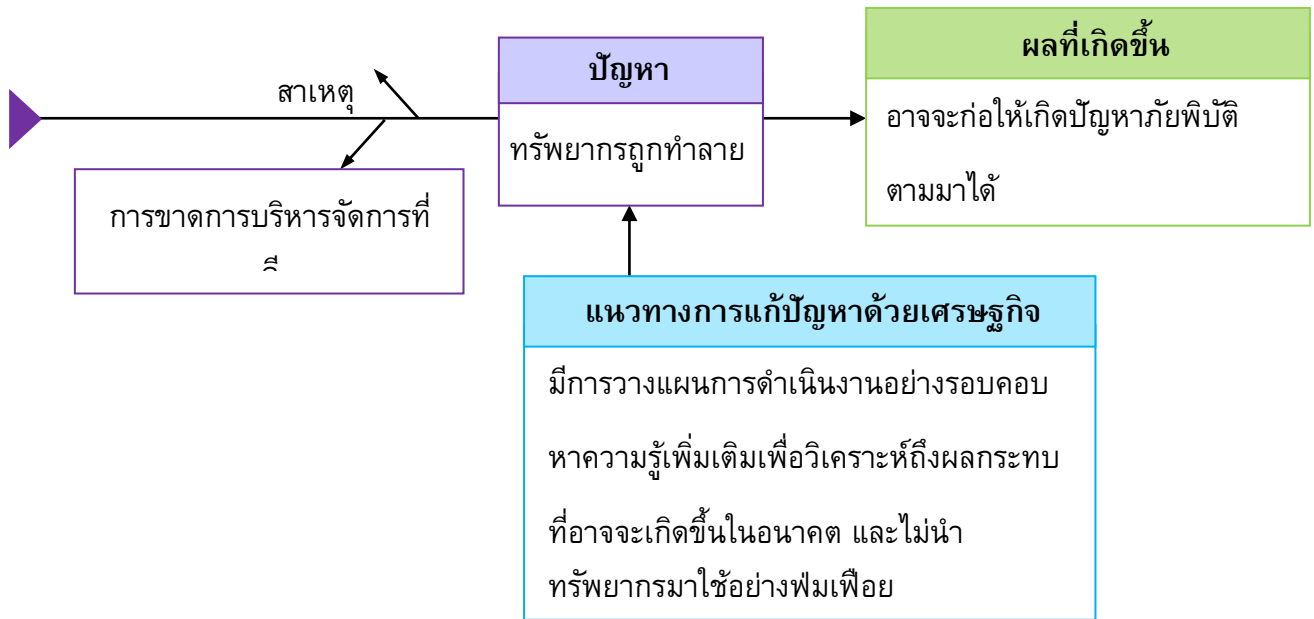 สาเหตุ
การขาดการบริหารจัดการที่
ปัญหา
ทรัพยากรถูกทำลาย
ผลที่เกิดขึ้น
อาจจะก่อให้เกิดปัญหาภัยพิบัติ
ตามมาได้
แนวทางการแก้ปัญหาด้วยเศรษฐกิจ
มีการวางแผนการดำเนินงานอย่างรอบคอบ
หาความรู้เพิ่มเติมเพื่อวิเคราะห์ถึงผลกระทบ
ที่อาจจะเกิดขึ้นในอนาคต และไม่นำ
ทรัพยากรมาใช้อย่างฟุ่มเฟือย